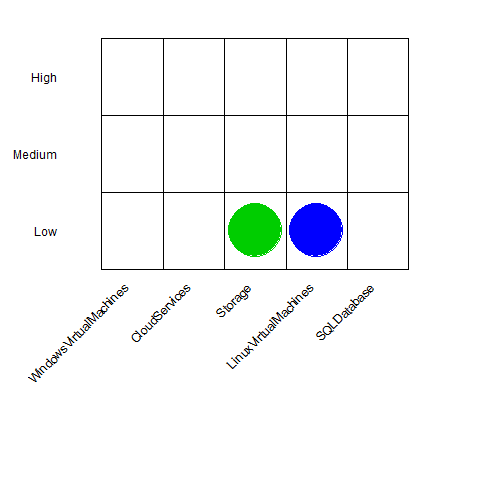 High
Medium
Low
WindowsVirtualMachines
CloudServices
Storage
LinuxVirtualMachines
SQLDatabase